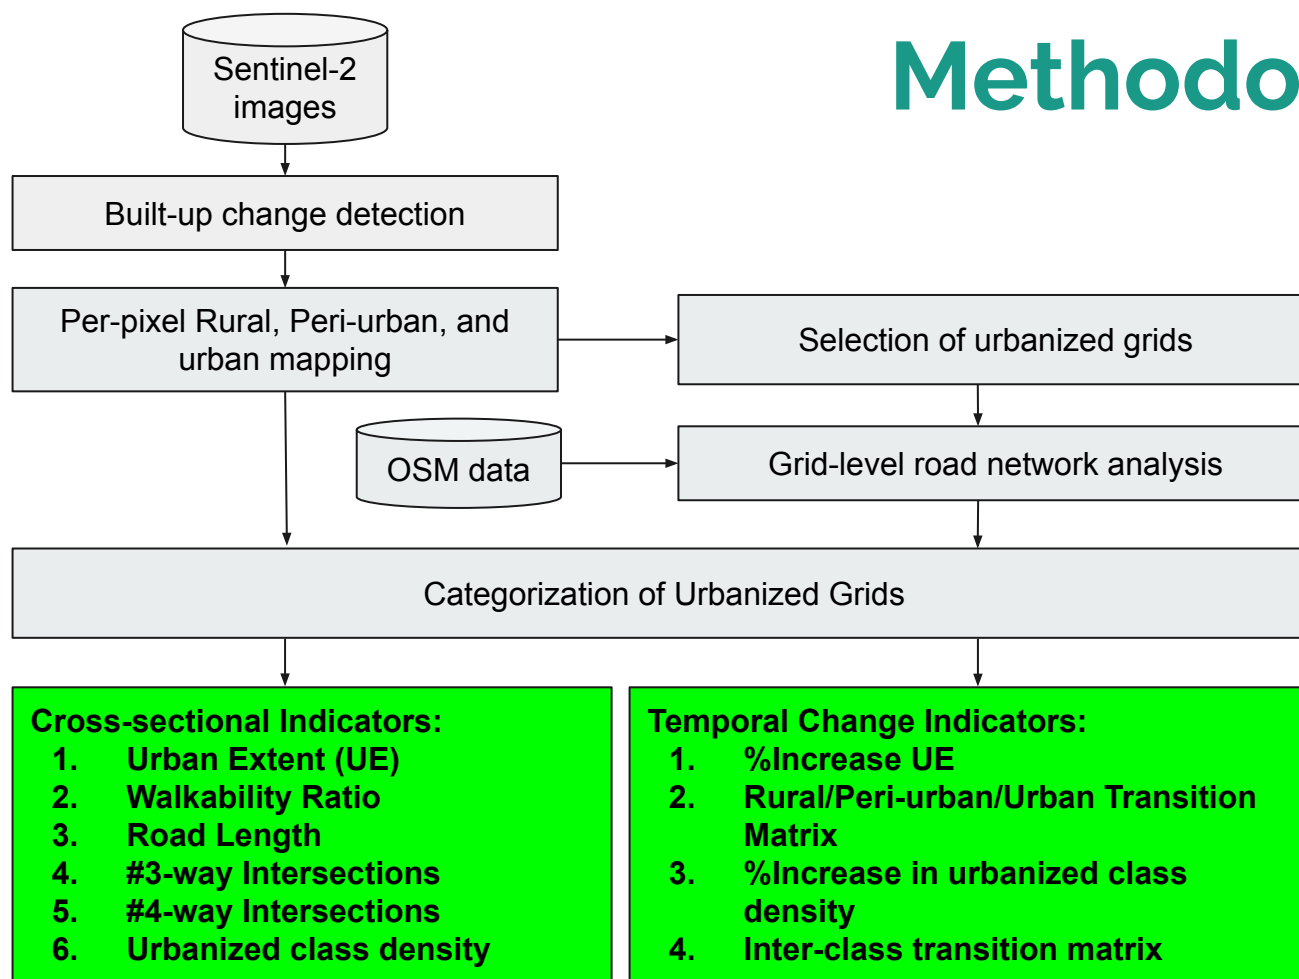 Methodo
Sentinel-2
images
Built-up change detection
Per-pixel Rural, Peri-urban, and
urban mapping
Selection of urbanized grids
OSM data
Grid-level road network analysis
Categorization of Urbanized Grids
Cross-sectional Indicators:
1. Urban Extent (UE)
2. Walkability Ratio
3. Road Length
4. #3-way Intersections
5. #4-way Intersections
6. Urbanized class density
Temporal Change Indicators:
1. %Increase UE
2. Rural/Peri-urban/Urban Transition
Matrix
3. %Increase in urbanized class
density
4. Inter-class transition matrix